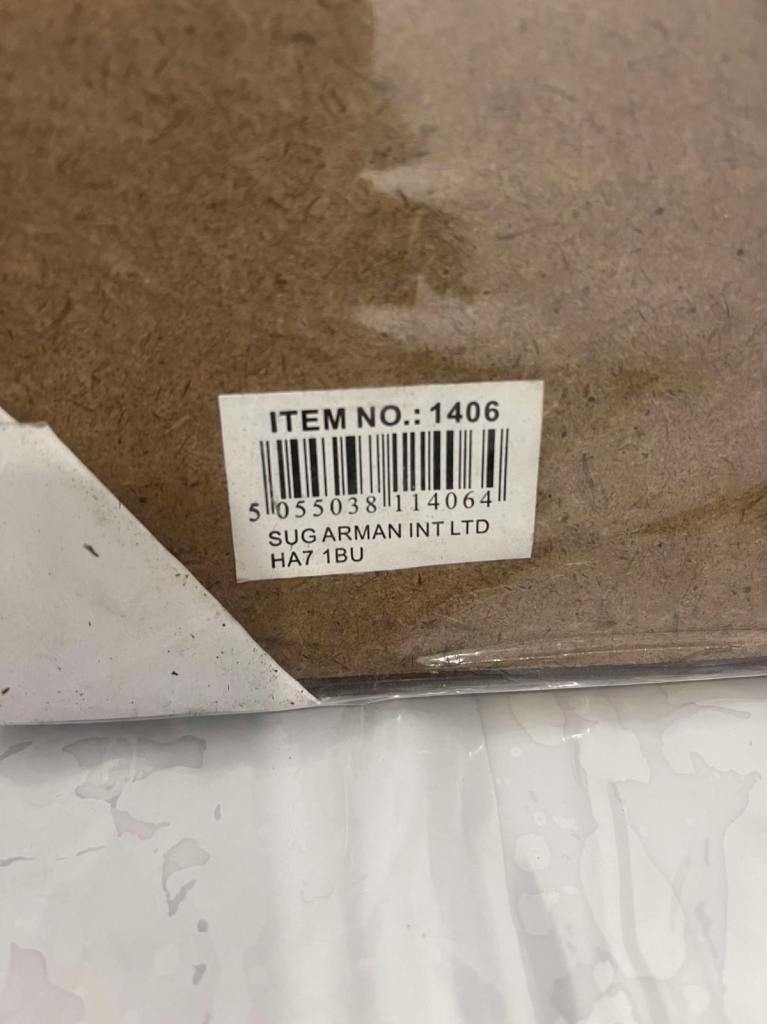 ITEM NO.: 1406
5 055038 114064
SUG ARMAN INT LTD
HA7 1BU